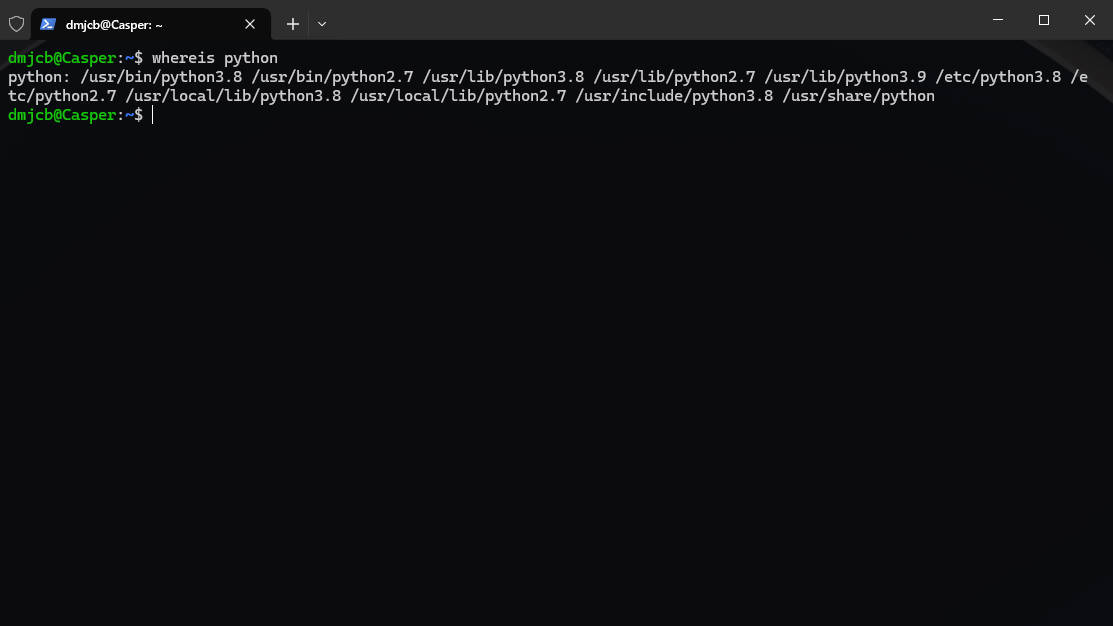 dmjcb@Casper: ~
dmjcb@Casper:~$ whereis python
python: /usr/bin/python3.8 /usr/bin/python2.7 /usr/lib/python3.8 /usr/lib/python2.7 /usr/lib/python3.9 /etc/python3.8 /e
tc/python2.7 /usr/local/lib/python3.8 /usr/local/lib/python2.7 /usr/include/python3.8 /usr/share/python
dmjcb@Casper:~$